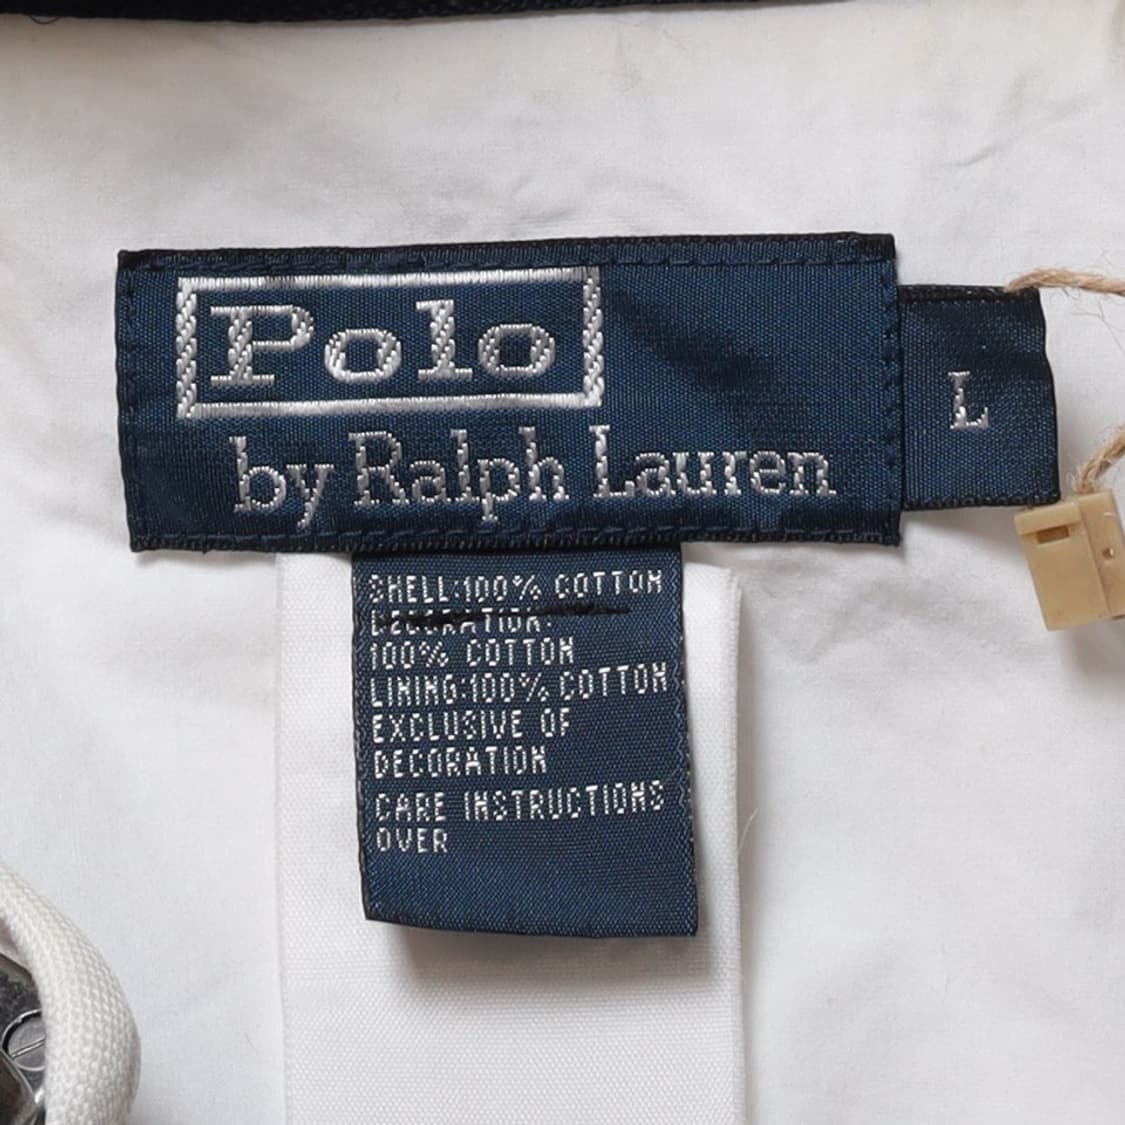 Polo
by Ralph Lauren
L
SHELL:100% COTTON
DECORATION:
100% COTTON
LINING:100% COTTON
EXCLUSIVE OF
DECORATION
CARE INSTRUCTIONS
OVER